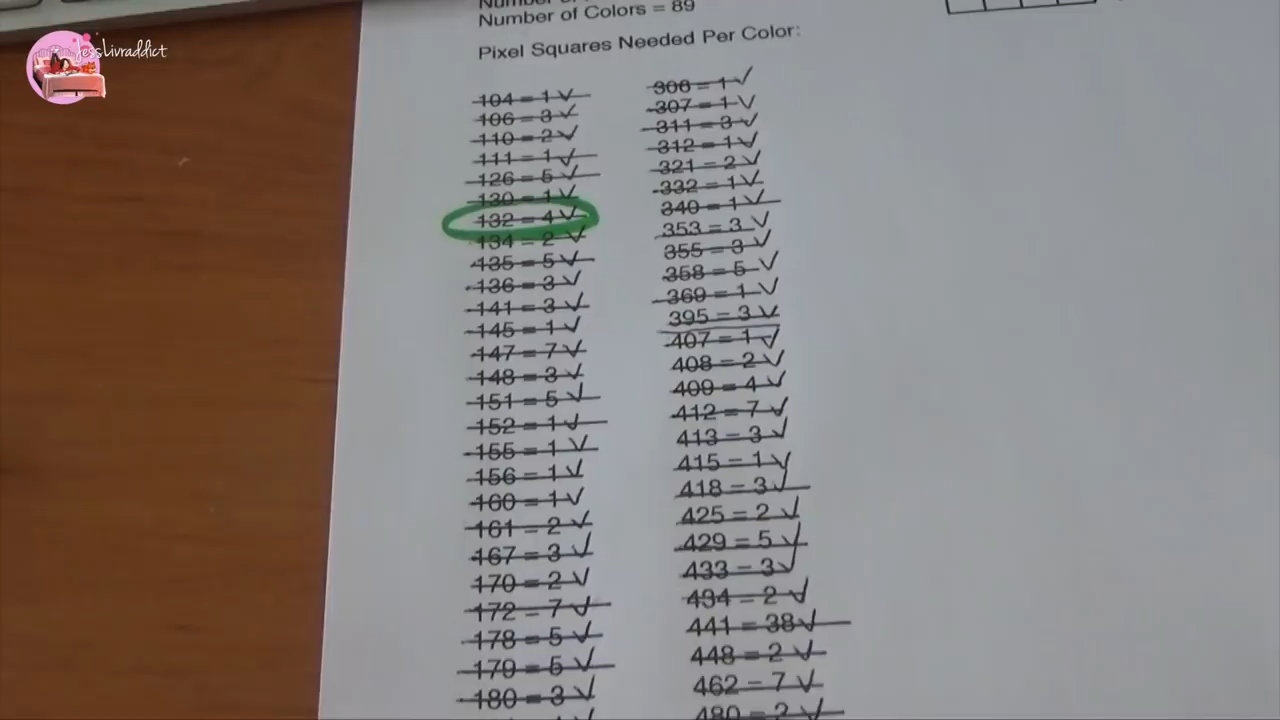 JessLivraddict
Number of Colors = 89
Pixel Squares Needed Per Color:
104 = 1 √
106 = 3 √
110 = 2 √
111 = 1 √
126 = 5 √
130 = 1 √
132 = 4 √
134 = 2 √
135 = 5 √
136 = 3 √
141 = 3 √
145 = 1 √
147 = 7 √
148 = 3 √
151 = 5 √
152 = 1 √
155 = 1 √
156 = 1 √
160 = 1 √
161 = 2 √
167 = 3 √
170 = 2 √
172 = 7 √
178 = 5 √
179 = 5 √
180 = 3 √
306 = 1 √
307 = 1 √
311 = 3 √
312 = 1 √
321 = 2 √
332 = 1 √
340 = 1 √
353 = 3 √
355 = 3 √
358 = 5 √
369 = 1 √
395 = 3 √
407 = 1 √
408 = 2 √
409 = 4 √
412 = 7 √
413 = 3 √
415 = 1 √
418 = 3 √
425 = 2 √
429 = 5 √
433 = 3 √
434 = 2 √
441 = 38 √
448 = 2 √
462 = 7 √